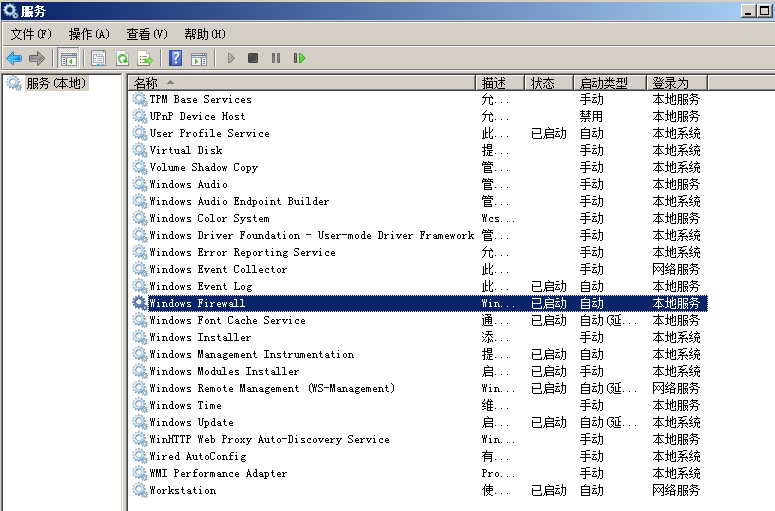 服务
文件(F) 操作(A) 查看(V) 帮助(H)
服务(本地)
名称 描述 状态 启动类型 登录为
TPM Base Services 允... 手动 本地服务
UPnP Device Host 允... 禁用 本地服务
User Profile Service 此... 已启动 自动 本地系统
Virtual Disk 提... 手动 本地系统
Volume Shadow Copy 管... 手动 本地系统
Windows Audio 管... 手动 本地服务
Windows Audio Endpoint Builder 管... 手动 本地系统
Windows Color System Wcs... 手动 本地服务
Windows Driver Foundation - User-mode Driver Framework 管... 手动 本地系统
Windows Error Reporting Service 允... 手动 本地系统
Windows Event Collector 此... 手动 网络服务
Windows Event Log 此... 已启动 自动 本地服务
Windows Firewall Win... 已启动 自动 本地服务
Windows Font Cache Service 通... 已启动 自动(延... 本地服务
Windows Installer 添... 手动 本地系统
Windows Management Instrumentation 提... 已启动 自动 本地系统
Windows Modules Installer 启... 已启动 手动 本地系统
Windows Remote Management (WS-Management) Win... 已启动 自动(延... 网络服务
Windows Time 维... 手动 本地服务
Windows Update 启... 已启动 自动(延... 本地系统
WinHTTP Web Proxy Auto-Discovery Service Win... 手动 本地服务
Wired AutoConfig 有... 手动 本地系统
WMI Performance Adapter Pro... 手动 本地系统
Workstation 使... 已启动 自动 网络服务